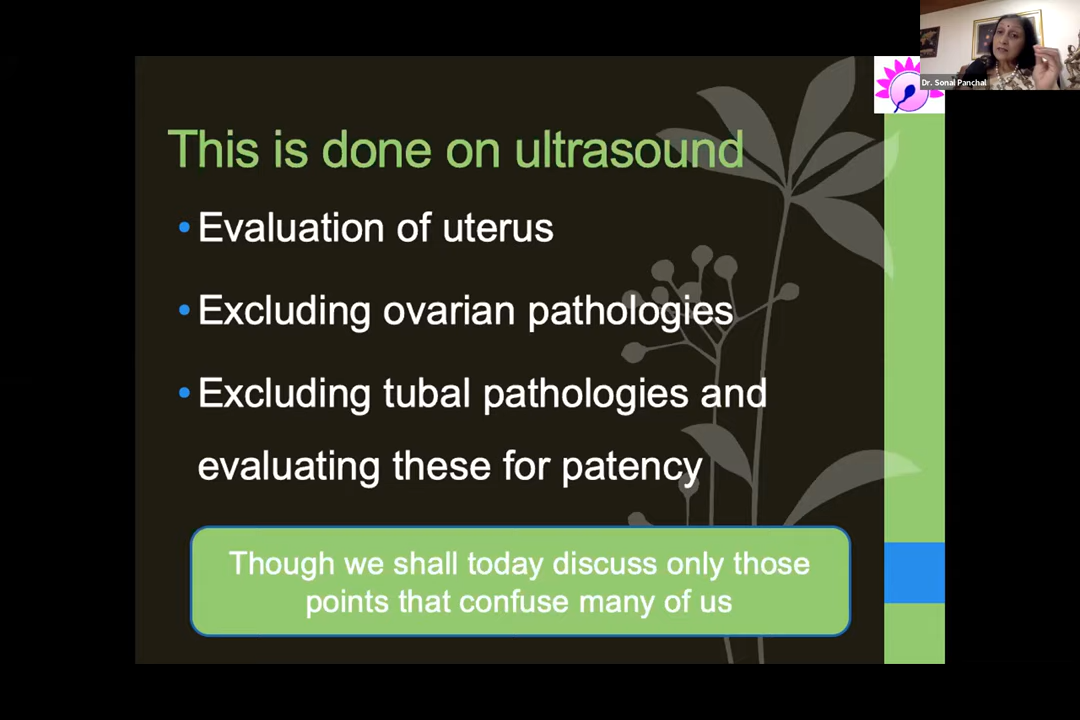 Dr. Sonal Panchal
This is done on ultrasound
• Evaluation of uterus
• Excluding ovarian pathologies
• Excluding tubal pathologies and
evaluating these for patency
Though we shall today discuss only those
points that confuse many of us